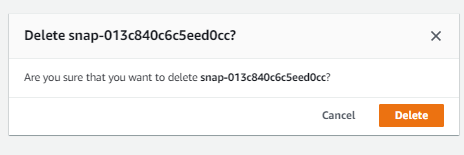 Delete snap-013c840c6c5eed0cc?
Are you sure that you want to delete snap-013c840c6c5eed0cc?
Cancel
Delete